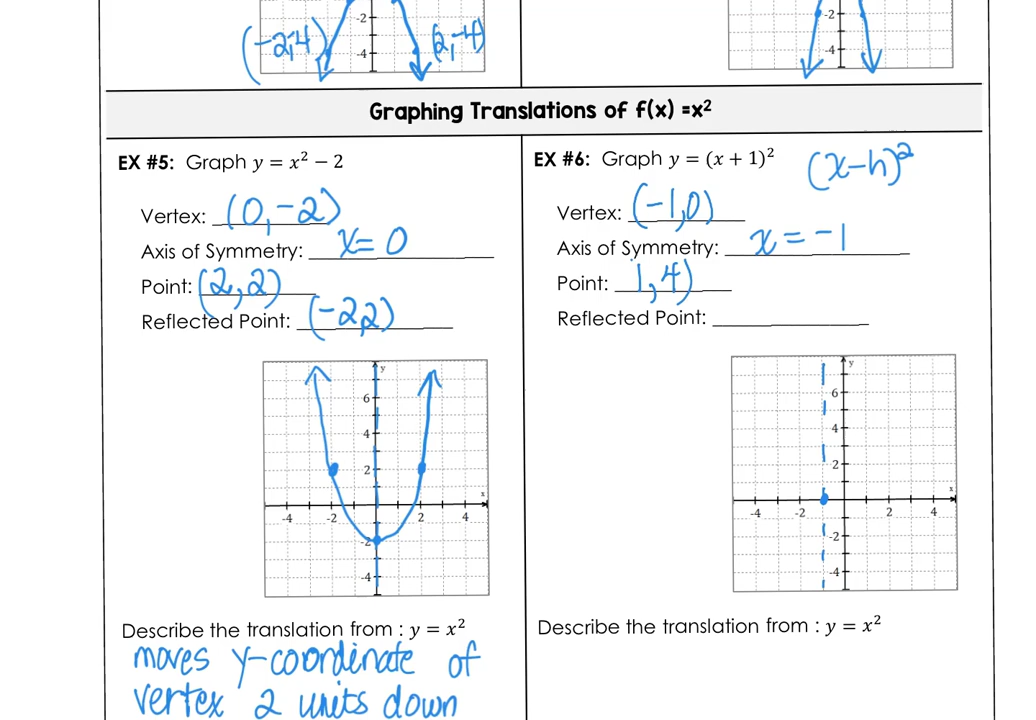 -2
(-2,-4) -4 (2,-4)
-2
-4
Graphing Translations of f(x) =x²
EX #5: Graph y = x² − 2
Vertex: (0,-2)
Axis of Symmetry: x= 0
Point: (2,2)
Reflected Point: (-2,2)
y
6
4
2
x
-4 -2 2 4
-2
-4
Describe the translation from : y = x²
moves y-coordinate of
vertex 2 units down
EX #6: Graph y = (x + 1)² (x-h)²
Vertex: (-1,0)
Axis of Symmetry: x = -1
Point: 1,4)
Reflected Point:
y
6
4
2
x
-4 -2 2 4
-2
-4
Describe the translation from : y = x²